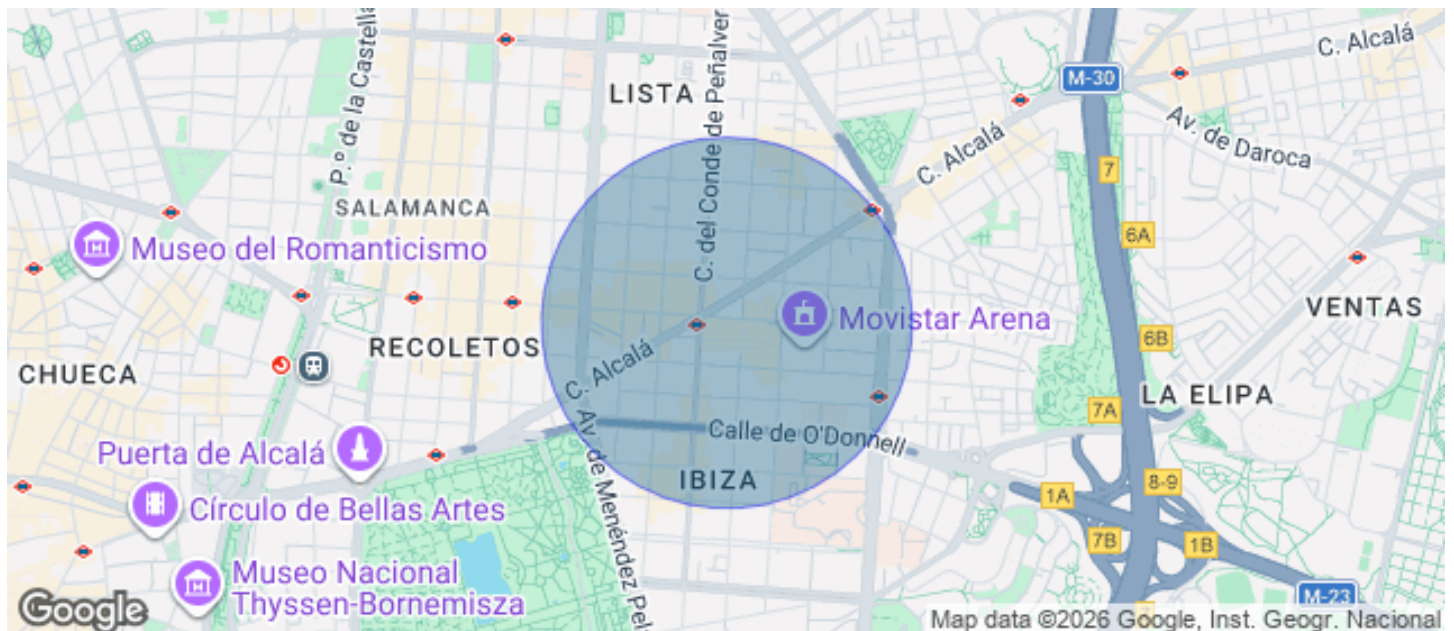 C. Alcalá
M-30
P.º de la Castella
LISTA
C. del Conde de Peñalver
Av. de Daroca
C. Alcalá
7
SALAMANCA
Museo del Romanticismo
6A
VENTAS
Movistar Arena
6B
RECOLETOS
CHUECA
C. Alcalá
LA ELIPA
7A
C. Av. de Menéndez Pel
Calle de O'Donnell
Puerta de Alcalá
IBIZA
8-9
1A
Círculo de Bellas Artes
7B
1B
Museo Nacional
Thyssen-Bornemisza
M-23
Google
Map data ©2026 Google, Inst. Geogr. Nacional